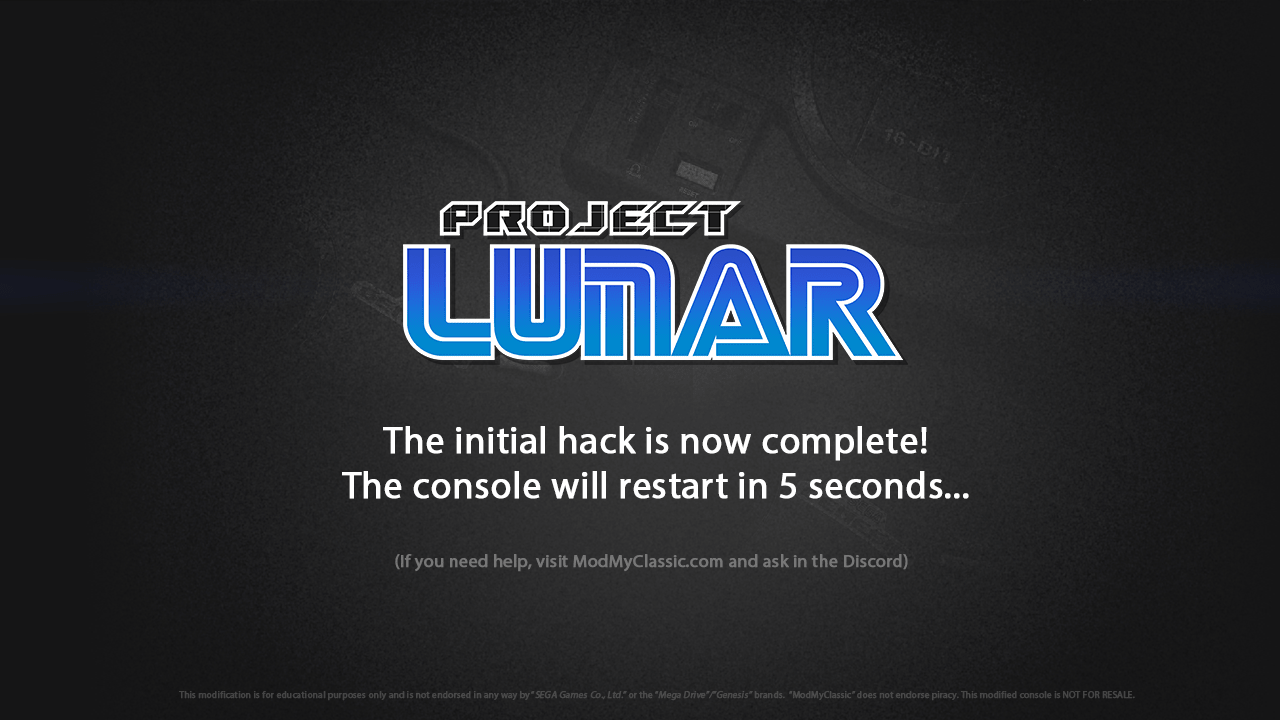 16-BIT
PROJECT
LUNAR
The initial hack is now complete!
The console will restart in 5 seconds...
(If you need help, visit ModMyClassic.com and ask in the Discord)
This modification is for educational purposes only and is not endorsed in any way by "SEGA Games Co., Ltd." or the "Mega Drive"/"Genesis" brands. "ModMyClassic" does not endorse piracy. This modified console is NOT FOR RESALE.